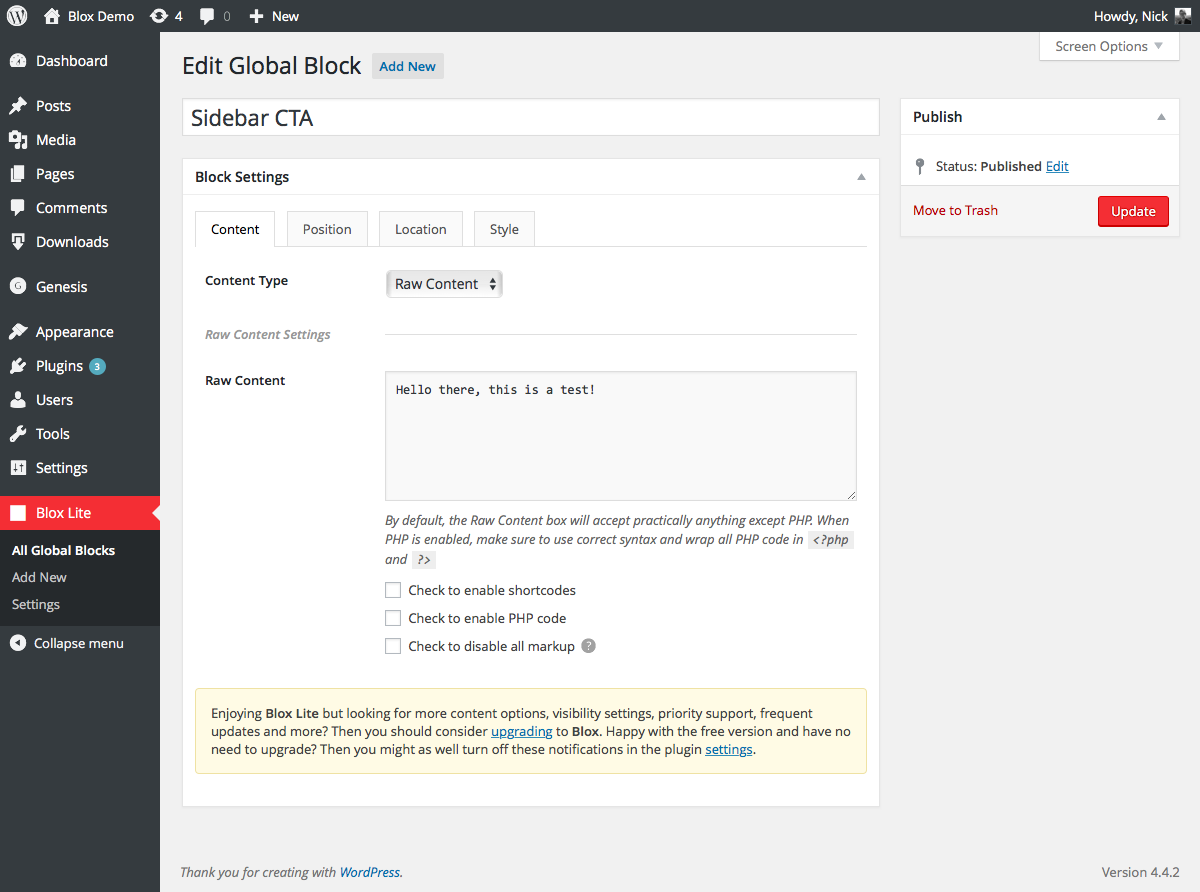 Blox Demo 4 0 New Howdy, Nick
Dashboard
Posts
Media
Pages
Comments
Downloads
G Genesis
Appearance
Plugins 3
Users
Tools
Settings
Blox Lite
All Global Blocks
Add New
Settings
Collapse menu
Screen Options
Edit Global Block Add New
Sidebar CTA
Block Settings
Content Position Location Style
Content Type Raw Content
Raw Content Settings
Raw Content
Hello there, this is a test!
By default, the Raw Content box will accept practically anything except PHP. When
PHP is enabled, make sure to use correct syntax and wrap all PHP code in <?php
and ?>
Check to enable shortcodes
Check to enable PHP code
Check to disable all markup ?
Enjoying Blox Lite but looking for more content options, visibility settings, priority support, frequent
updates and more? Then you should consider upgrading to Blox. Happy with the free version and have no
need to upgrade? Then you might as well turn off these notifications in the plugin settings.
Publish
Status: Published Edit
Move to Trash Update
Thank you for creating with WordPress. Version 4.4.2